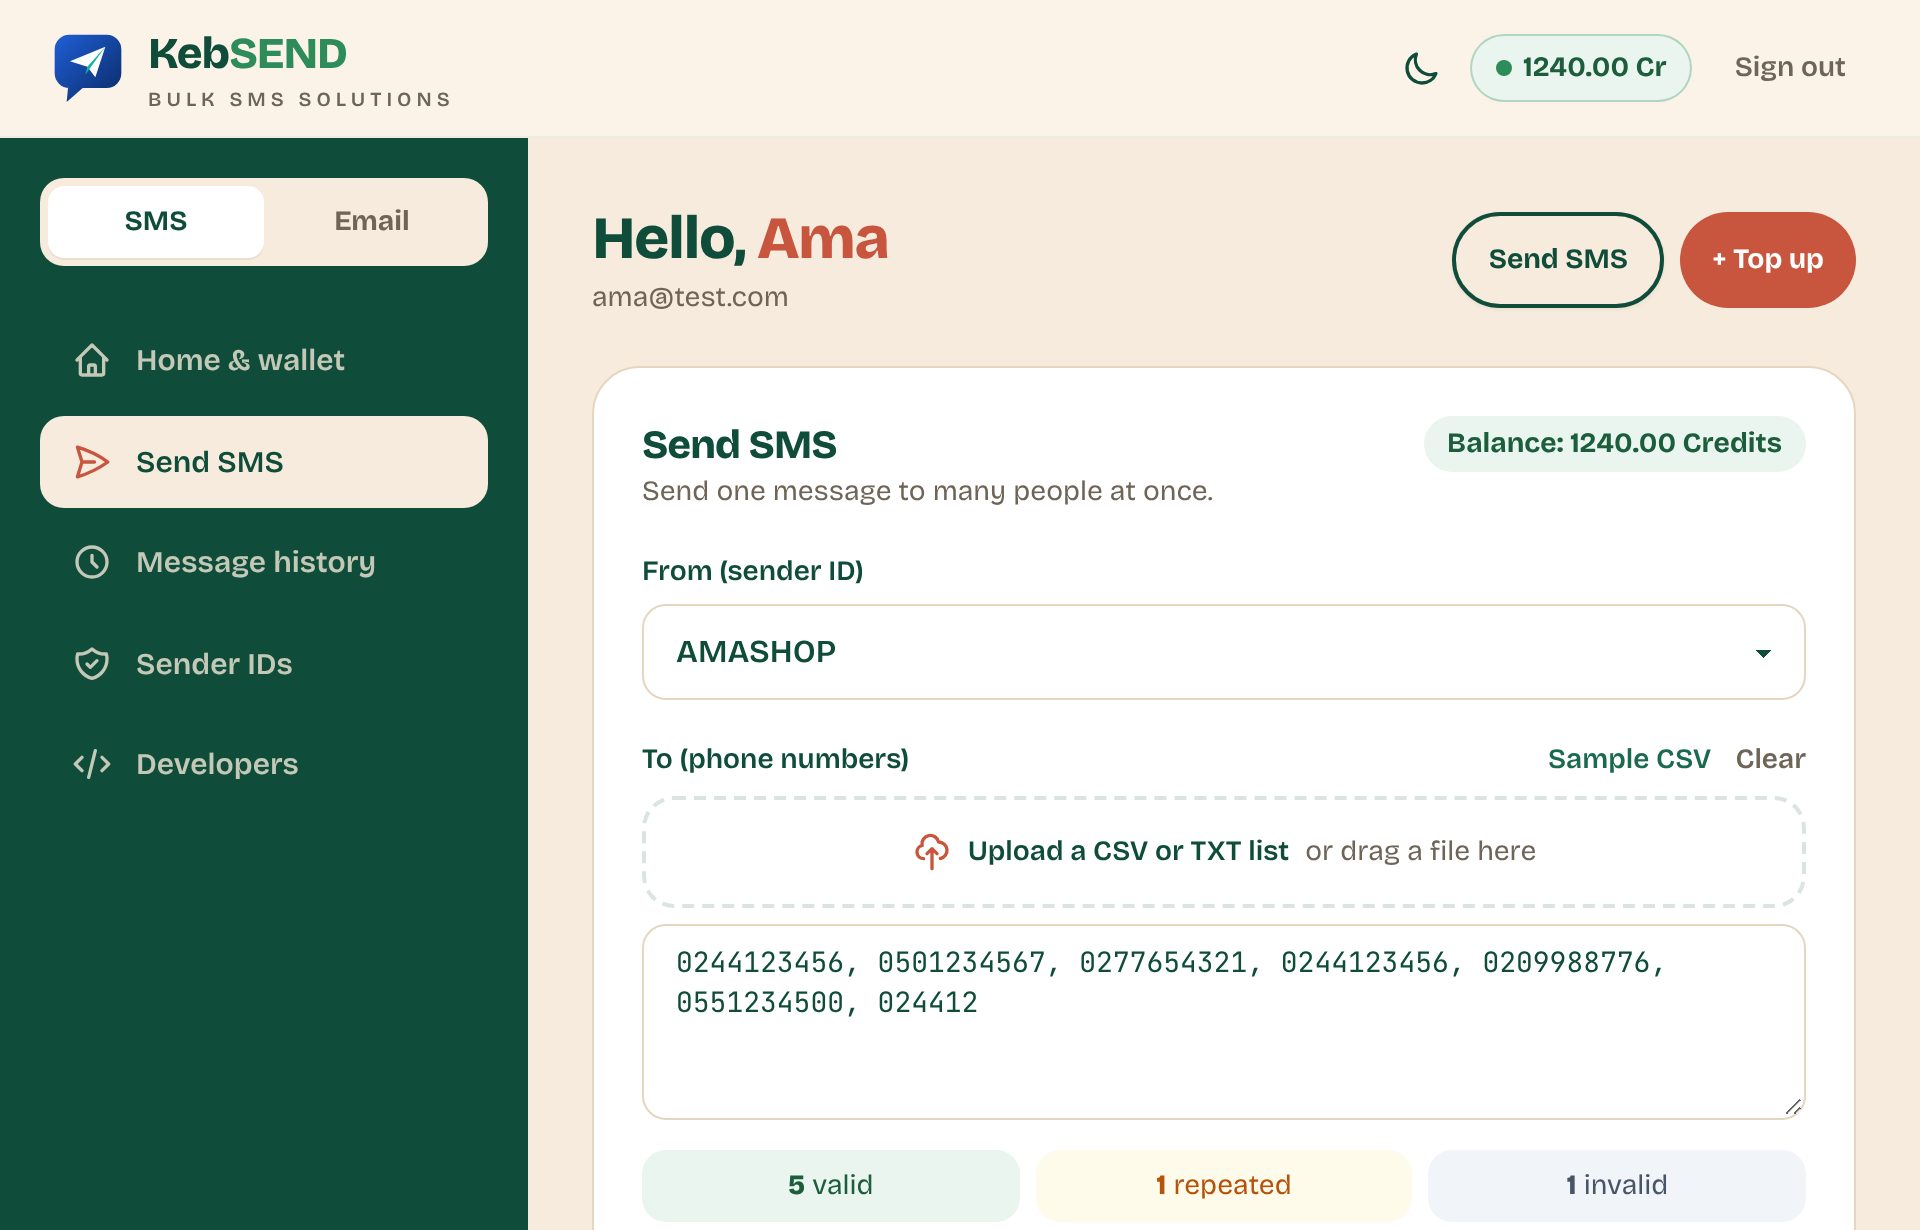 KebSEND
BULK SMS SOLUTIONS
1240.00 Cr
Sign out
SMS
Email
Home & wallet
Send SMS
Message history
Sender IDs
Developers
Hello, Ama
ama@test.com
Send SMS
+ Top up
Send SMS
Balance: 1240.00 Credits
Send one message to many people at once.
From (sender ID)
AMASHOP
To (phone numbers)
Sample CSV
Clear
Upload a CSV or TXT list or drag a file here
0244123456, 0501234567, 0277654321, 0244123456, 0209988776,
0551234500, 024412
5 valid
1 repeated
1 invalid